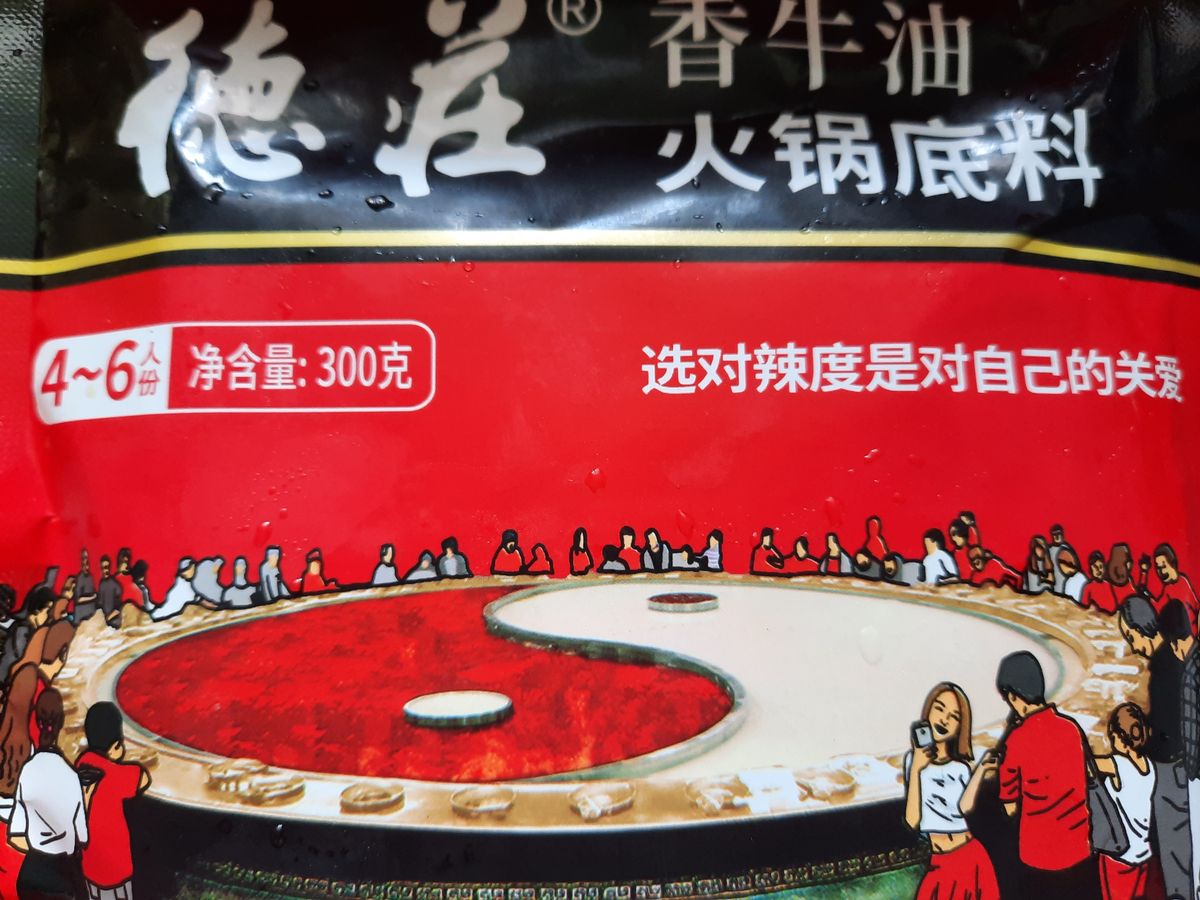 德庄®
香牛油
火锅底料
4~6人份 净含量: 300克
选对辣度是对自己的关爱